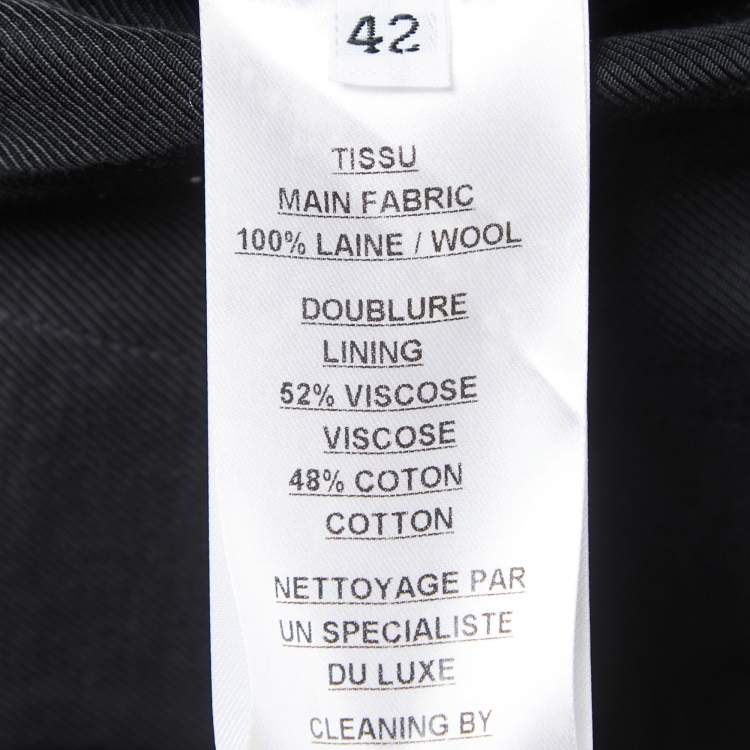 42
TISSU
MAIN FABRIC
100% LAINE / WOOL
DOUBLURE
LINING
52% VISCOSE
VISCOSE
48% COTON
COTTON
NETTOYAGE PAR
UN SPECIALISTE
DU LUXE
CLEANING BY